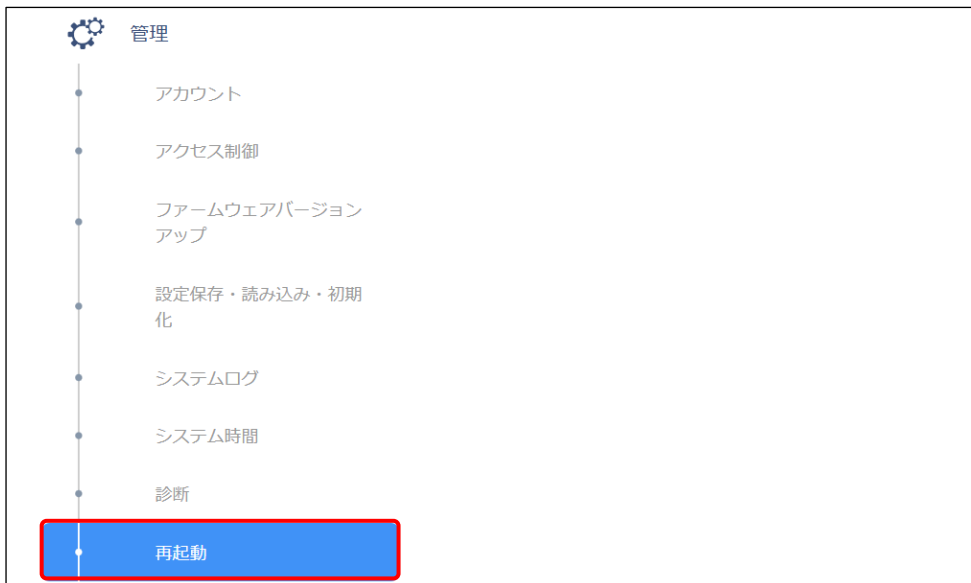 管理
アカウント
アクセス制御
ファームウェアバージョン
アップ
設定保存・読み込み・初期
化
システムログ
システム時間
診断
再起動